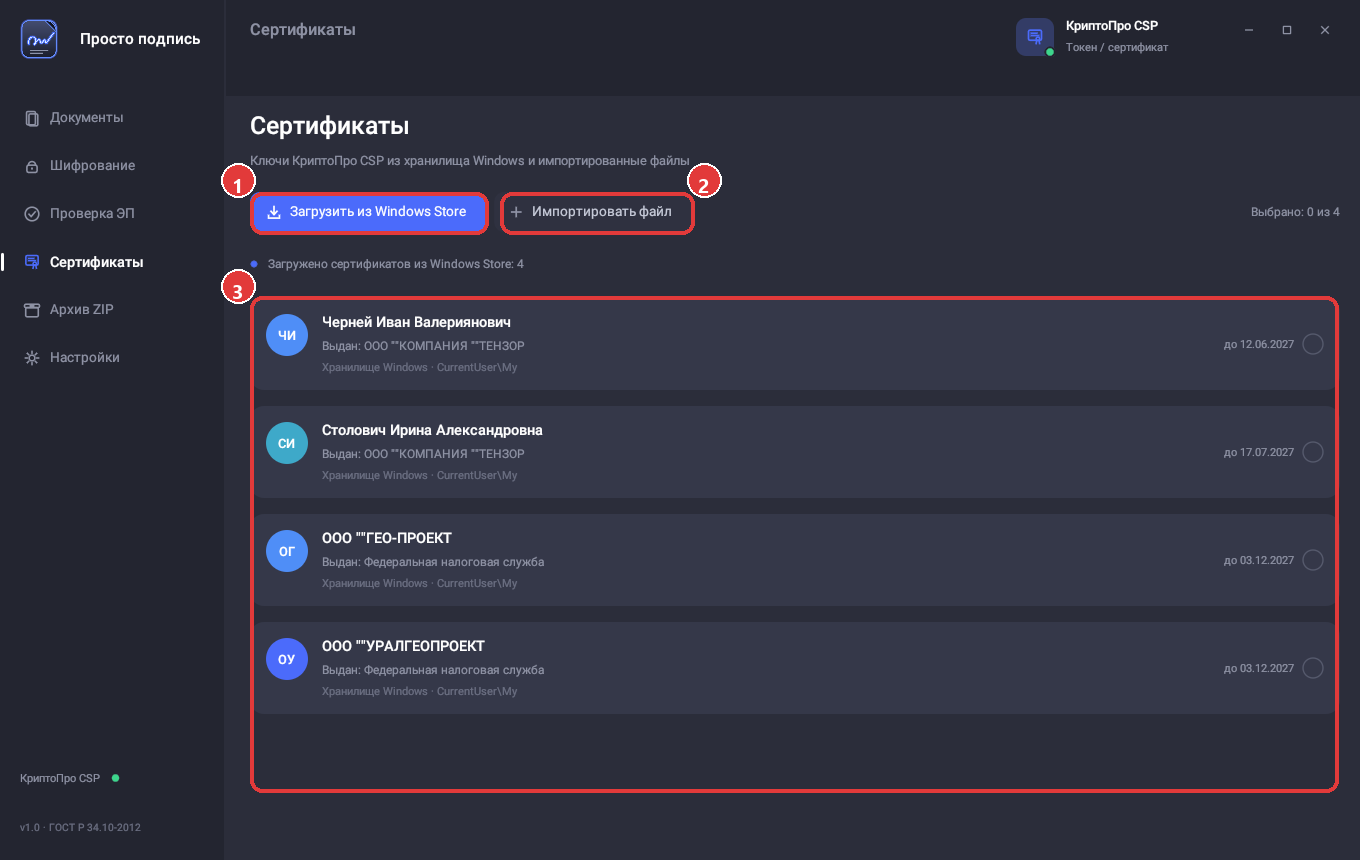 Просто подпись
Сертификаты
КриптоПро CSP
Токен / сертификат
Документы
Шифрование
Проверка ЭП
Сертификаты
Архив ZIP
Настройки
КриптоПро CSP
v1.0 · ГОСТ Р 34.10-2012
Сертификаты
Ключи КриптоПро CSP из хранилища Windows и импортированные файлы
1
2
Загрузить из Windows Store
Импортировать файл
Выбрано: 0 из 4
Загружено сертификатов из Windows Store: 4
3
ЧИ
Черней Иван Валериянович
Выдан: ООО ""КОМПАНИЯ ""ТЕНЗОР
Хранилище Windows · CurrentUser\My
до 12.06.2027
СИ
Столович Ирина Александровна
Выдан: ООО ""КОМПАНИЯ ""ТЕНЗОР
Хранилище Windows · CurrentUser\My
до 17.07.2027
ОГ
ООО ""ГЕО-ПРОЕКТ
Выдан: Федеральная налоговая служба
Хранилище Windows · CurrentUser\My
до 03.12.2027
ОУ
ООО ""УРАЛГЕОПРОЕКТ
Выдан: Федеральная налоговая служба
Хранилище Windows · CurrentUser\My
до 03.12.2027